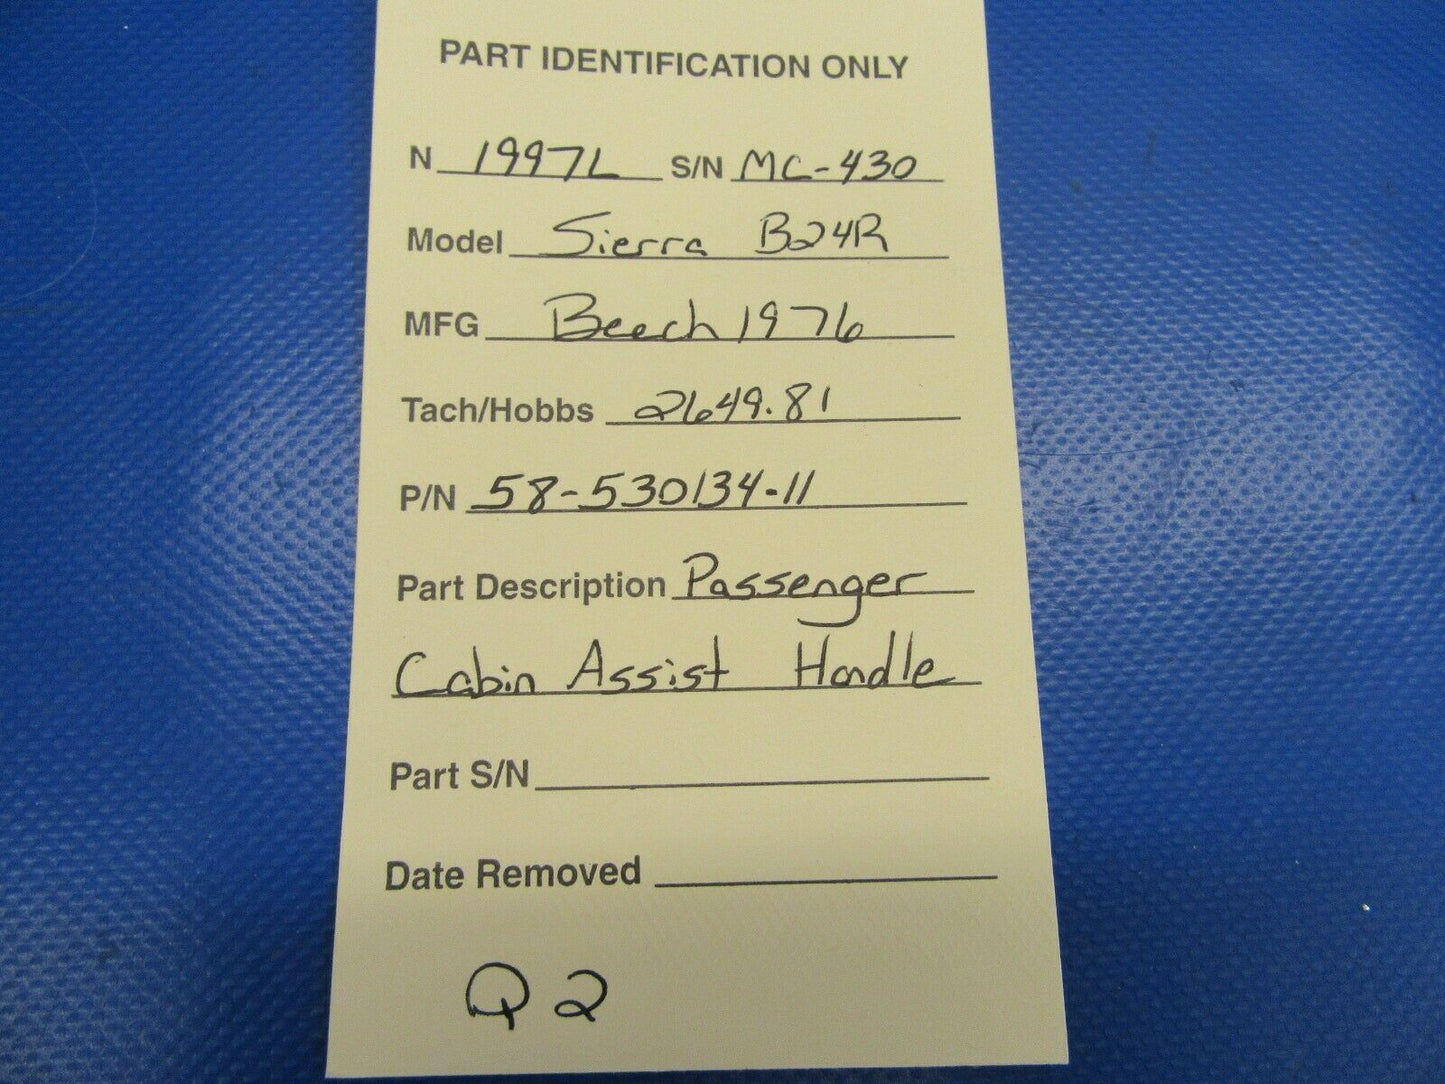 PART IDENTIFICATION ONLY
N 1997L S/N MC-430
Model Sierra B24R
MFG Beech 1976
Tach/Hobbs 2649.81
P/N 58-530134-11
Part Description Passenger
Cabin Assist Handle
Part S/N
Date Removed
Q2